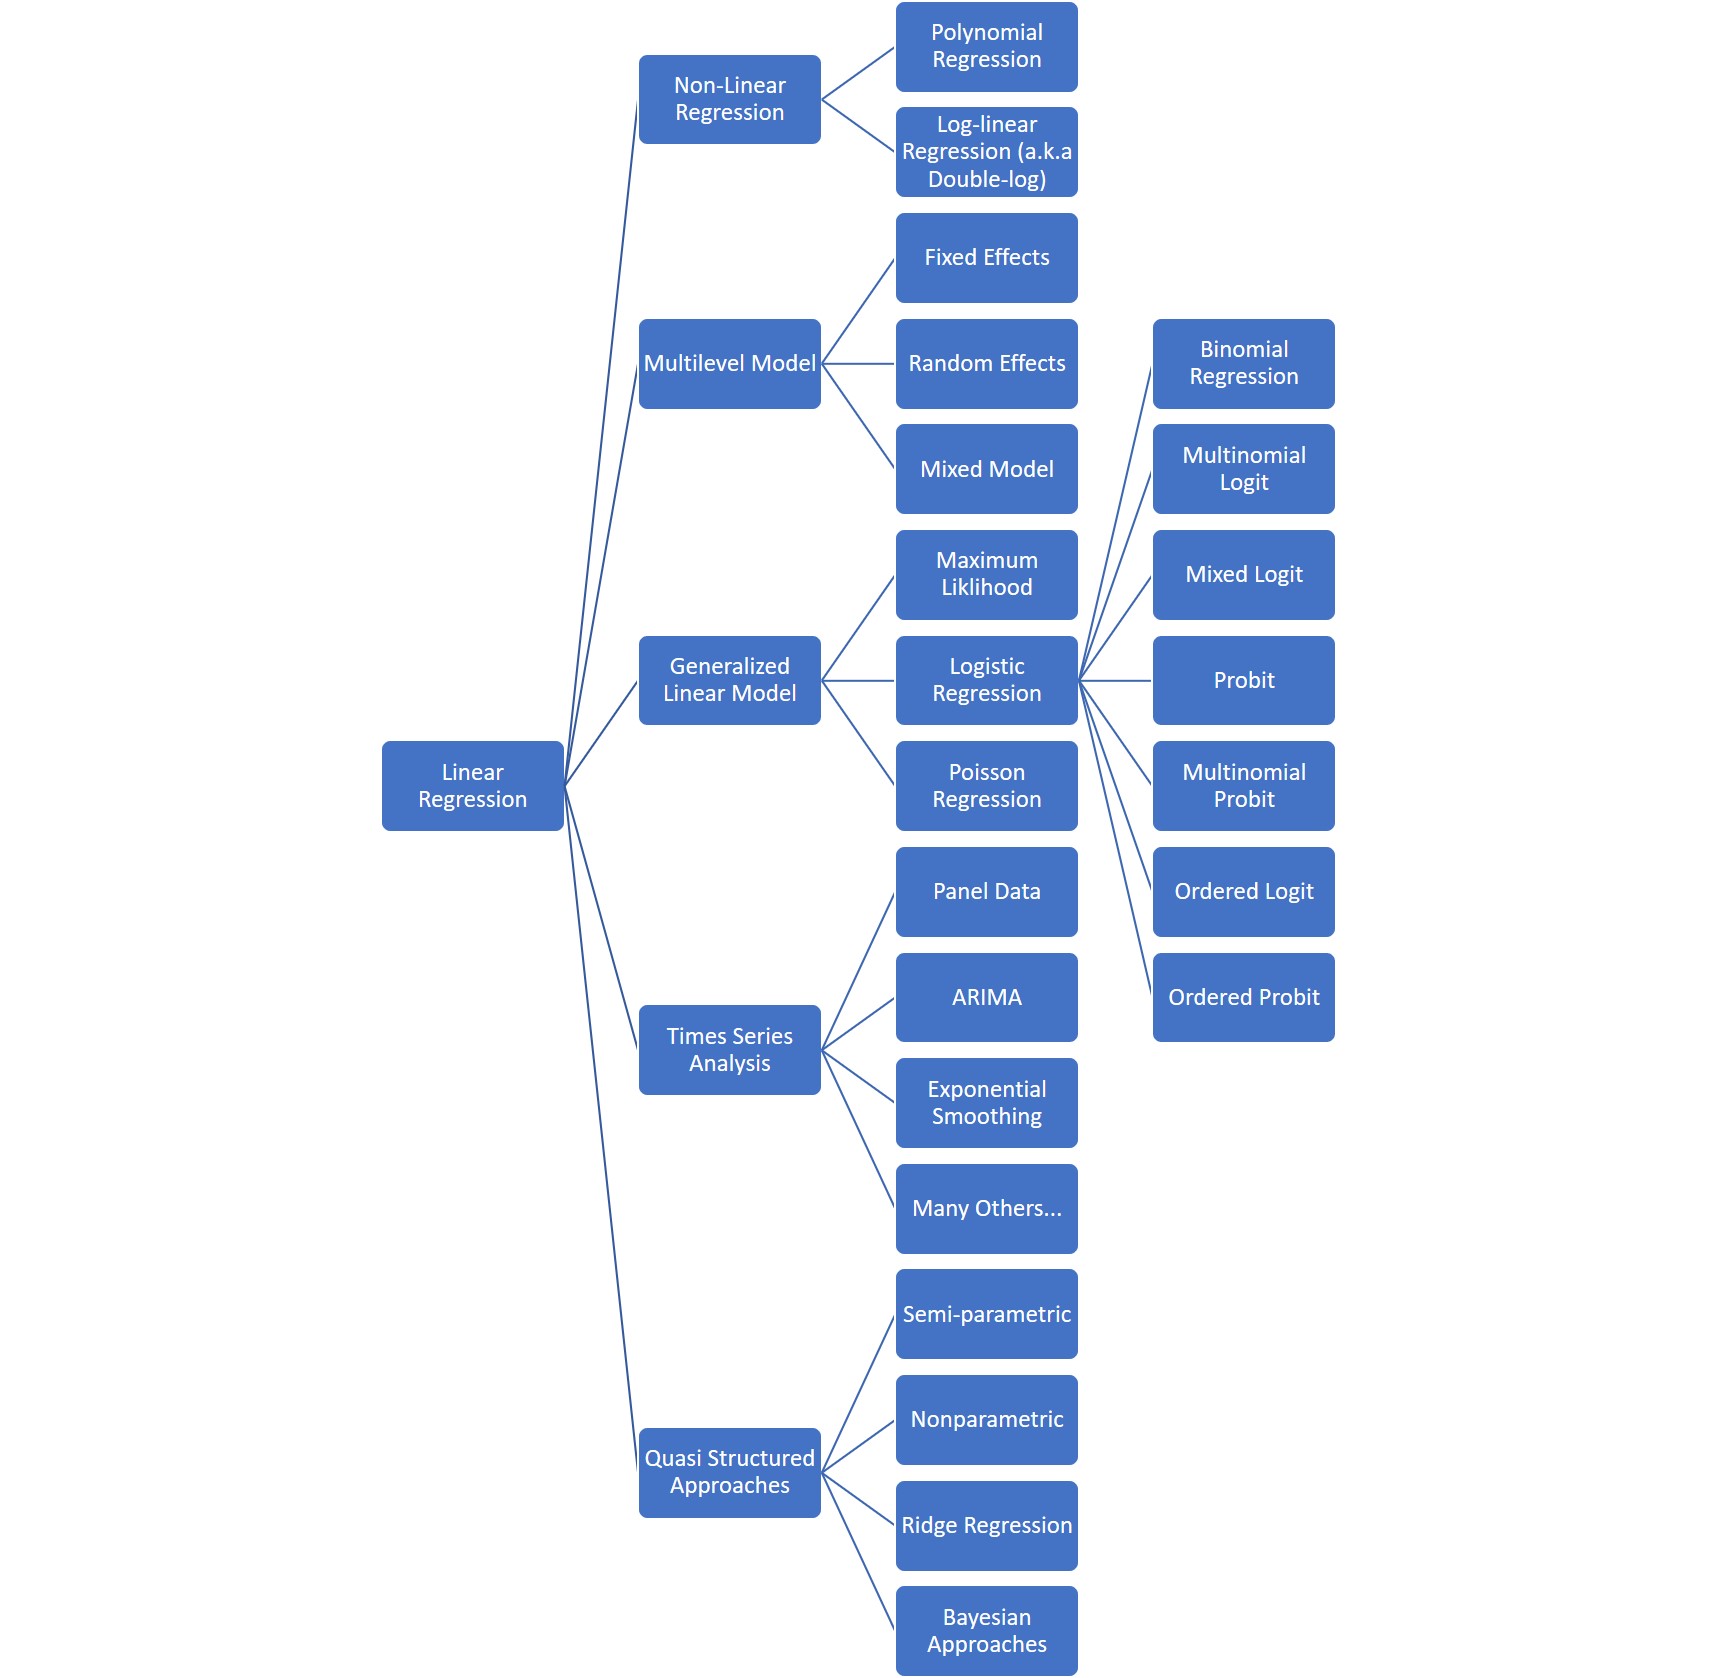 Linear
Regression
Non-Linear
Regression
Polynomial
Regression
Log-linear
Regression (a.k.a
Double-log)
Multilevel Model
Fixed Effects
Random Effects
Mixed Model
Generalized
Linear Model
Maximum
Liklihood
Logistic
Regression
Binomial
Regression
Multinomial
Logit
Mixed Logit
Probit
Multinomial
Probit
Ordered Logit
Ordered Probit
Poisson
Regression
Times Series
Analysis
Panel Data
ARIMA
Exponential
Smoothing
Many Others...
Quasi Structured
Approaches
Semi-parametric
Nonparametric
Ridge Regression
Bayesian
Approaches